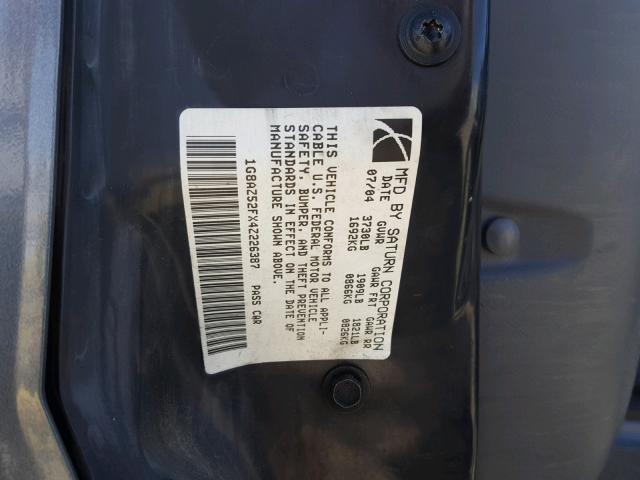 MFD BY SATURN CORPORATION
DATE GVWR GAWR FRT GAWR RR
07/04 3730LB 1909LB 1821LB
1692KG 0866KG 0826KG
THIS VEHICLE CONFORMS TO ALL APPLI-
CABLE U.S. FEDERAL MOTOR VEHICLE
SAFETY, BUMPER, AND THEFT PREVENTION
STANDARDS IN EFFECT ON THE DATE OF
MANUFACTURE SHOWN ABOVE.
1G8AZ52FX4Z226387 PASS CAR